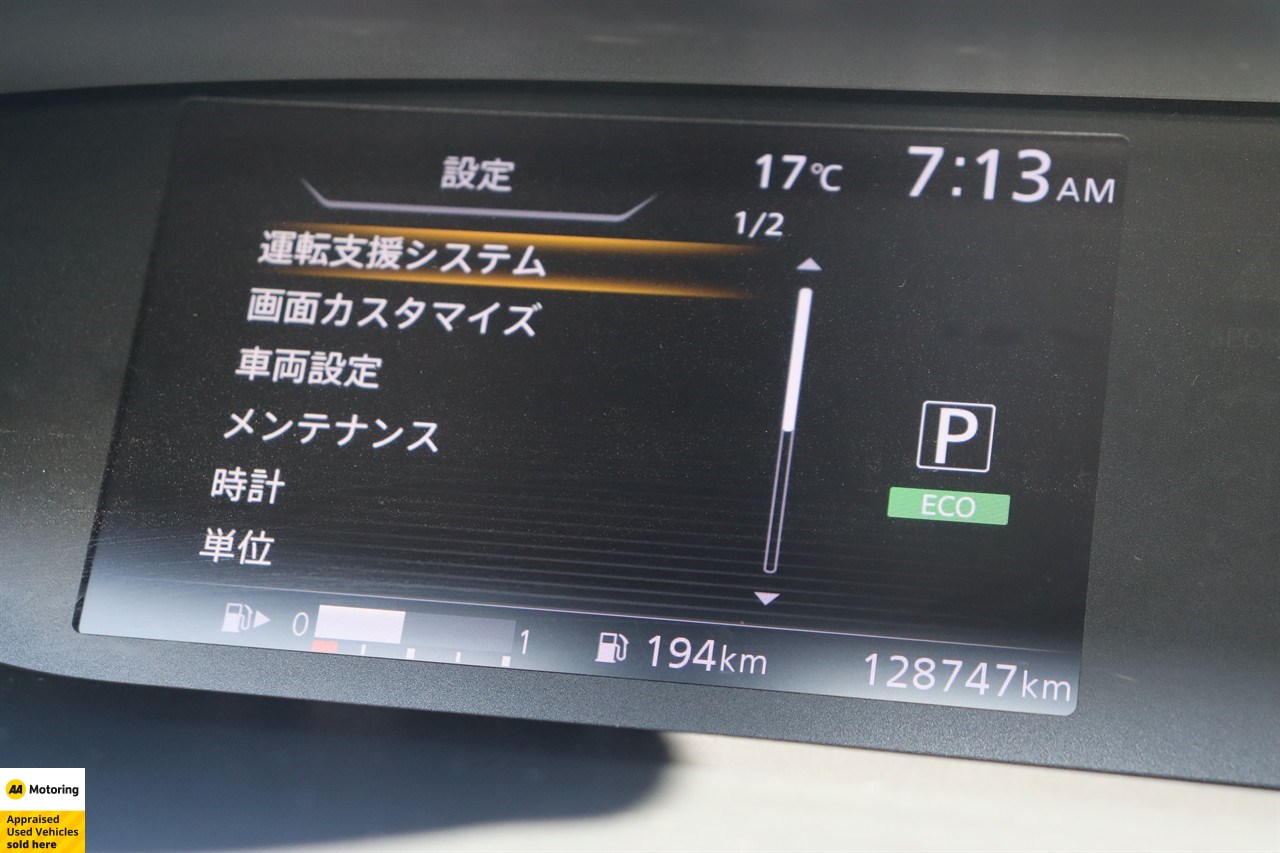 設定
17℃
7:13AM
1/2
運転支援システム
画面カスタマイズ
車両設定
メンテナンス
時計
単位
P
ECO
0
1
194km
128747km
AA Motoring
Appraised
Used Vehicles
sold here